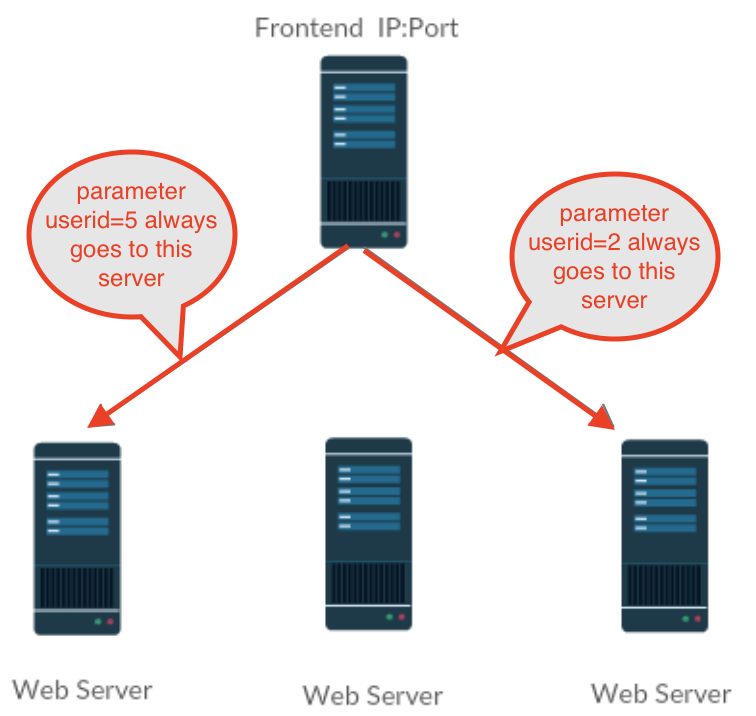 Frontend  IP:Port
parameter
userid=5 always
goes to this
server
parameter
userid=2 always
goes to this
server
Web Server
Web Server
Web Server